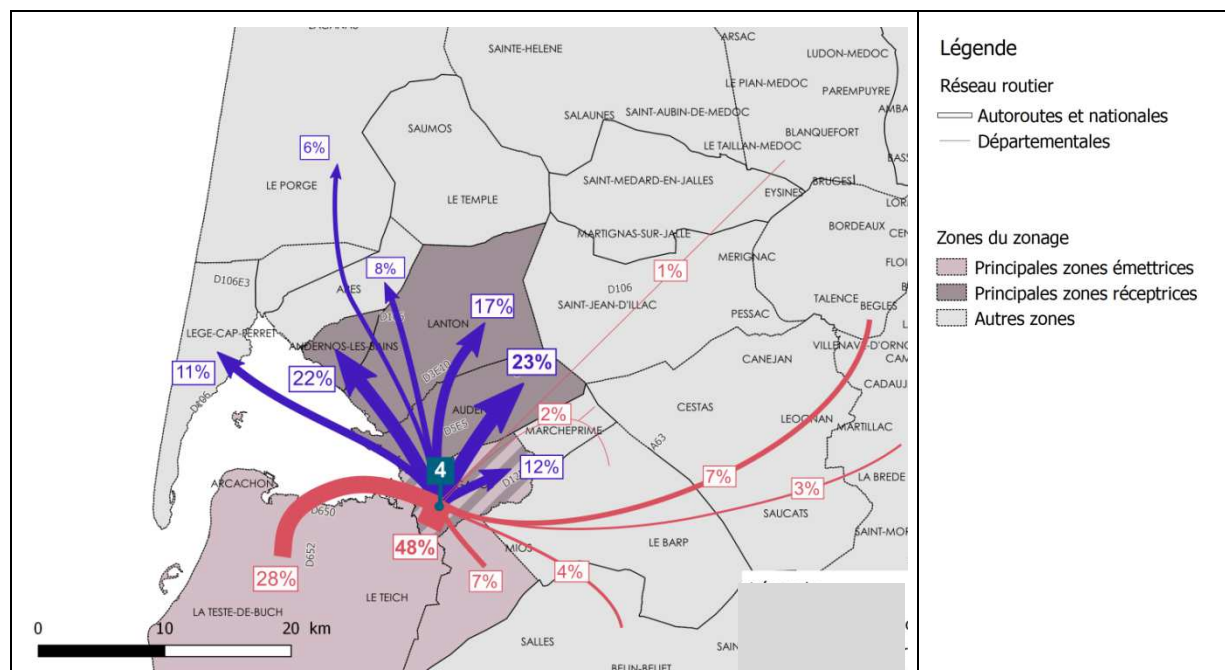 SAINTE-HELENE
ARSAC
LUDON-MEDOC
LE PIAN-MEDOC
PAREMPUYRE
SAINT-AUBIN-DE-MEDOC
SALAUNES
SAUMOS
BLANQUEFORT
LE TAILLAN-MEDOC
6%
LE PORGE
SAINT-MEDARD-EN-JALLES
EYSINES
BRUGES
LE TEMPLE
BORDEAUX
MARTIGNAS-SUR-JALLE
MERIGNAC
8%
1%
D106E3
ARES
D106
SAINT-JEAN-D'ILLAC
TALENCE
BEGLES
17%
PESSAC
LANTON
LEGE-CAP-FERRET
ANDERNOS-LES-BAINS
CANEJAN
23%
11%
22%
D3E10
D106
CESTAS
2%
LEOGNAN
MARTILLAC
D5E5
MARCHEPRIME
A63
4
12%
ARCACHON
7%
LA BREDE
3%
D650
SAUCATS
48%
MIOS
LE BARP
D652
28%
7%
4%
LE TEICH
LA TESTE-DE-BUCH
0 10 20 km
SALLES
BELIN-BELIET
Légende
Réseau routier
Autoroutes et nationales
Départementales
Zones du zonage
Principales zones émettrices
Principales zones réceptrices
Autres zones